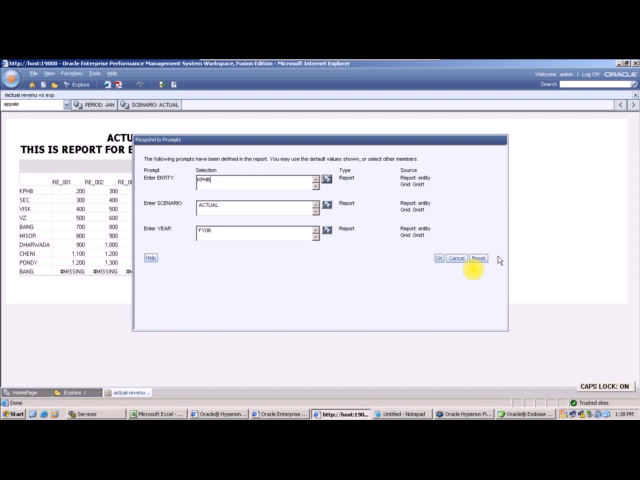 http://host:19000 - Oracle Enterprise Performance Management System Workspace, Fusion Edition - Microsoft Internet Explorer
File View Favorites Tools Help
Welcome admin | Log Off ORACLE
Explore
Search
/actual revenu vs exp
appale PERIOD: JAN SCENARIO: ACTUAL
ACTU
THIS IS REPORT FOR E
RE_001 RE_002
KPHB 200 300
SEC 300 400
VISK 400 500
VZ 500 600
BANG 700 800
MISOR 800 900
DHARWADA 900 1,000
CHENI 1,100 1,200
PONDY 1,200 1,300
BANG #MISSING #MISSING
Respond to Prompts
The following prompts have been defined in the report. You may use the default values shown, or select other members.
Prompt Selection Type Source
Enter ENTITY: KPHB Report Report: entity
Grid: Grid1
Enter SCENARIO: ACTUAL Report Report: entity
Grid: Grid1
Enter YEAR: FY06 Report Report: entity
Grid: Grid1
Help OK Cancel Reset
CAPS LOCK: ON
HomePage Explore / actual revenu ...
Done Trusted sites
Start Services Microsoft Excel - ... Oracle® Hyperion ... Oracle Enterprise ... http://host:190... Untitled - Notepad Oracle Hyperion Pl... Oracle® Essbase ... 1:38 PM